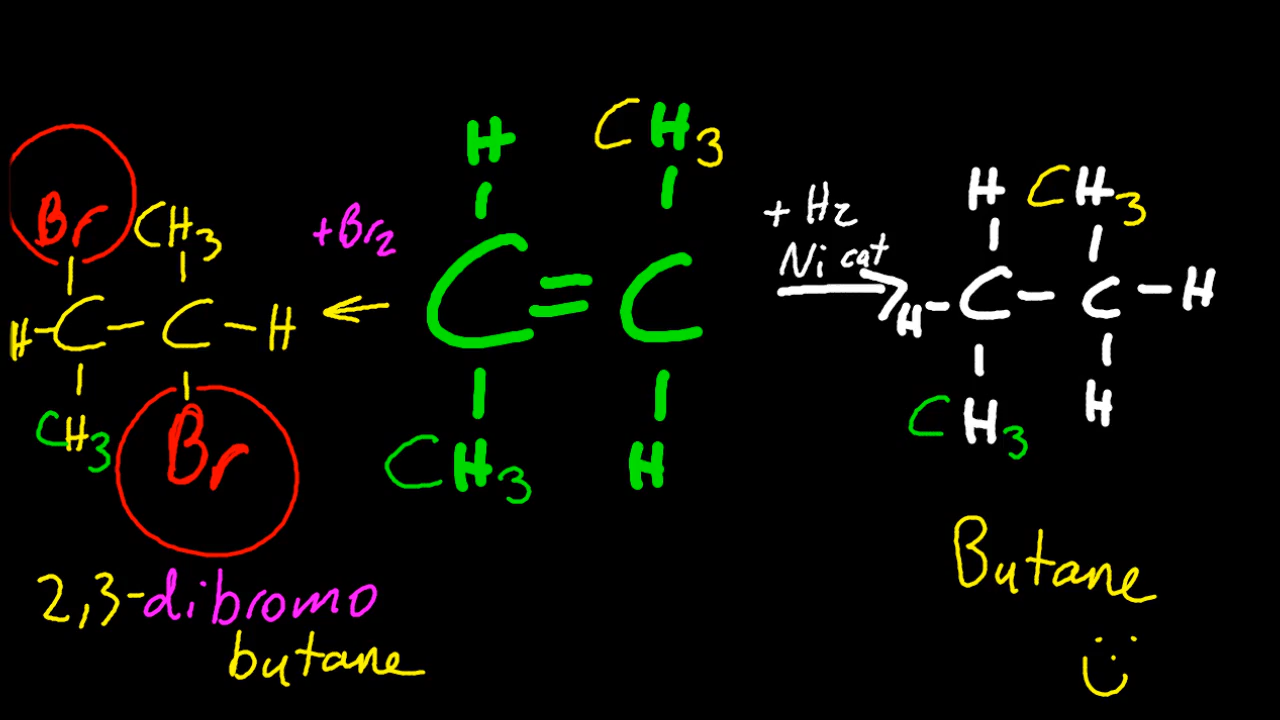 H CH3
C=C
CH3 H
+Br2
←
Br CH3
H-C-C-H
CH3 Br
2,3-dibromo
butane
+ H2
Ni cat
→
H CH3
H-C-C-H
CH3 H
Butane